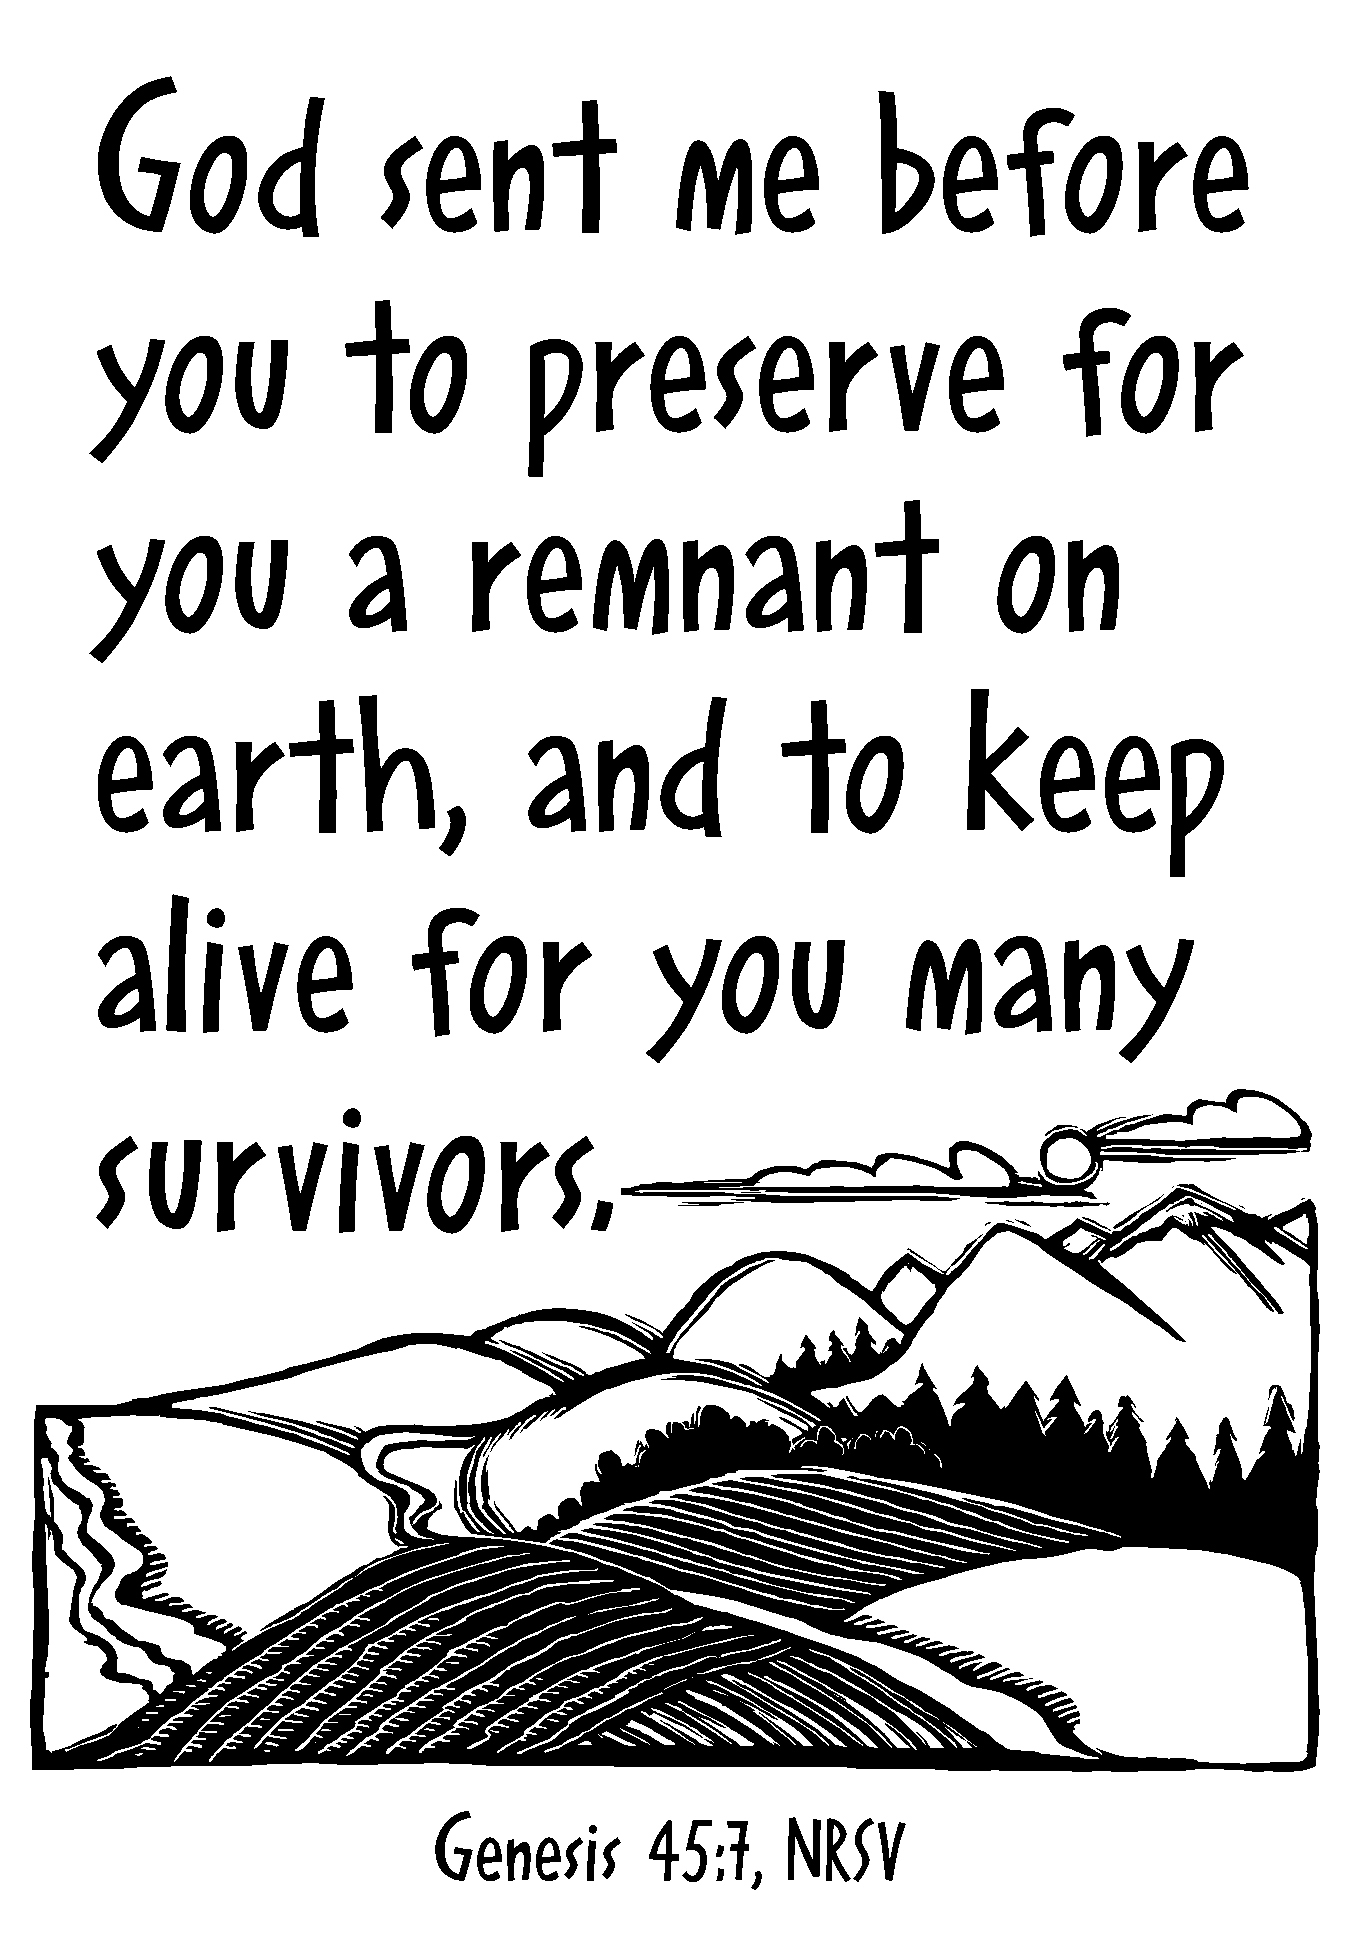 God sent me before
you to preserve for
you a remnant on
earth, and to keep
alive for you many
survivors.
Genesis 45:7, NRSV